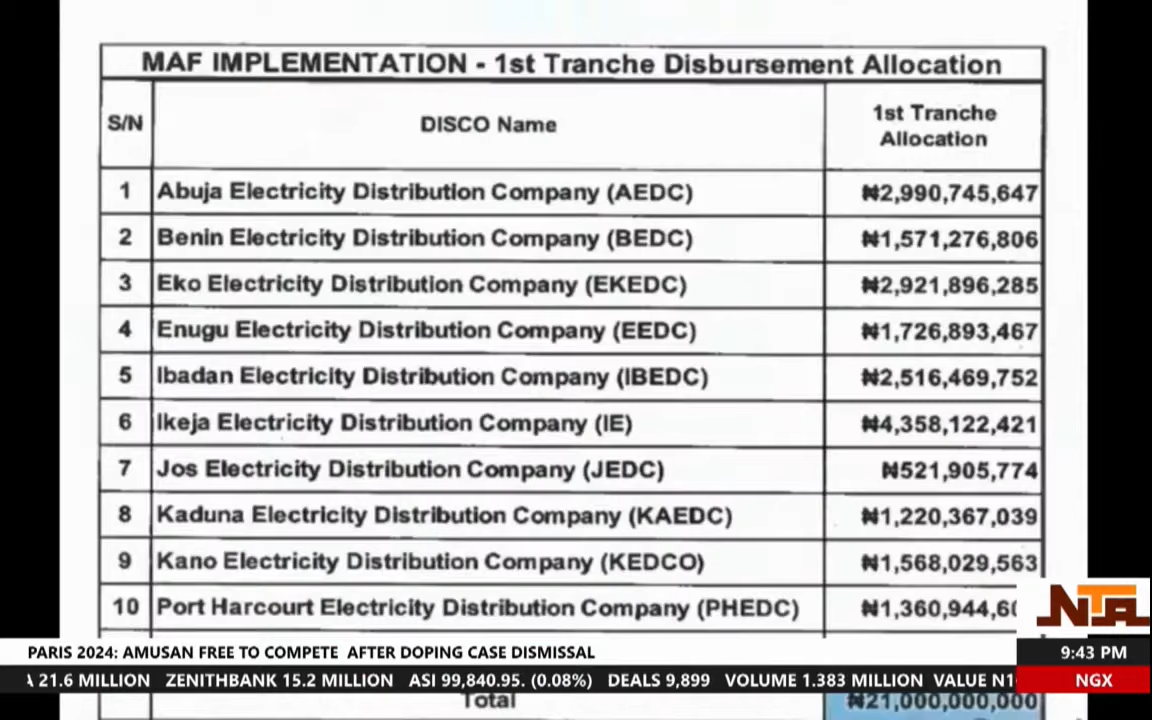 MAF IMPLEMENTATION - 1st Tranche Disbursement Allocation
S/N DISCO Name 1st Tranche Allocation
1 Abuja Electricity Distribution Company (AEDC) ₦2,990,745,647
2 Benin Electricity Distribution Company (BEDC) ₦1,571,276,806
3 Eko Electricity Distribution Company (EKEDC) ₦2,921,896,285
4 Enugu Electricity Distribution Company (EEDC) ₦1,726,893,467
5 Ibadan Electricity Distribution Company (IBEDC) ₦2,516,469,752
6 Ikeja Electricity Distribution Company (IE) ₦4,358,122,421
7 Jos Electricity Distribution Company (JEDC) ₦521,905,774
8 Kaduna Electricity Distribution Company (KAEDC) ₦1,220,367,039
9 Kano Electricity Distribution Company (KEDCO) ₦1,568,029,563
10 Port Harcourt Electricity Distribution Company (PHEDC)
NTA
PARIS 2024: AMUSAN FREE TO COMPETE AFTER DOPING CASE DISMISSAL 9:43 PM
21.6 MILLION ZENITHBANK 15.2 MILLION ASI 99,840.95. (0.08%) DEALS 9,899 VOLUME 1.383 MILLION VALUE NGX
Total ₦21,000,000,000